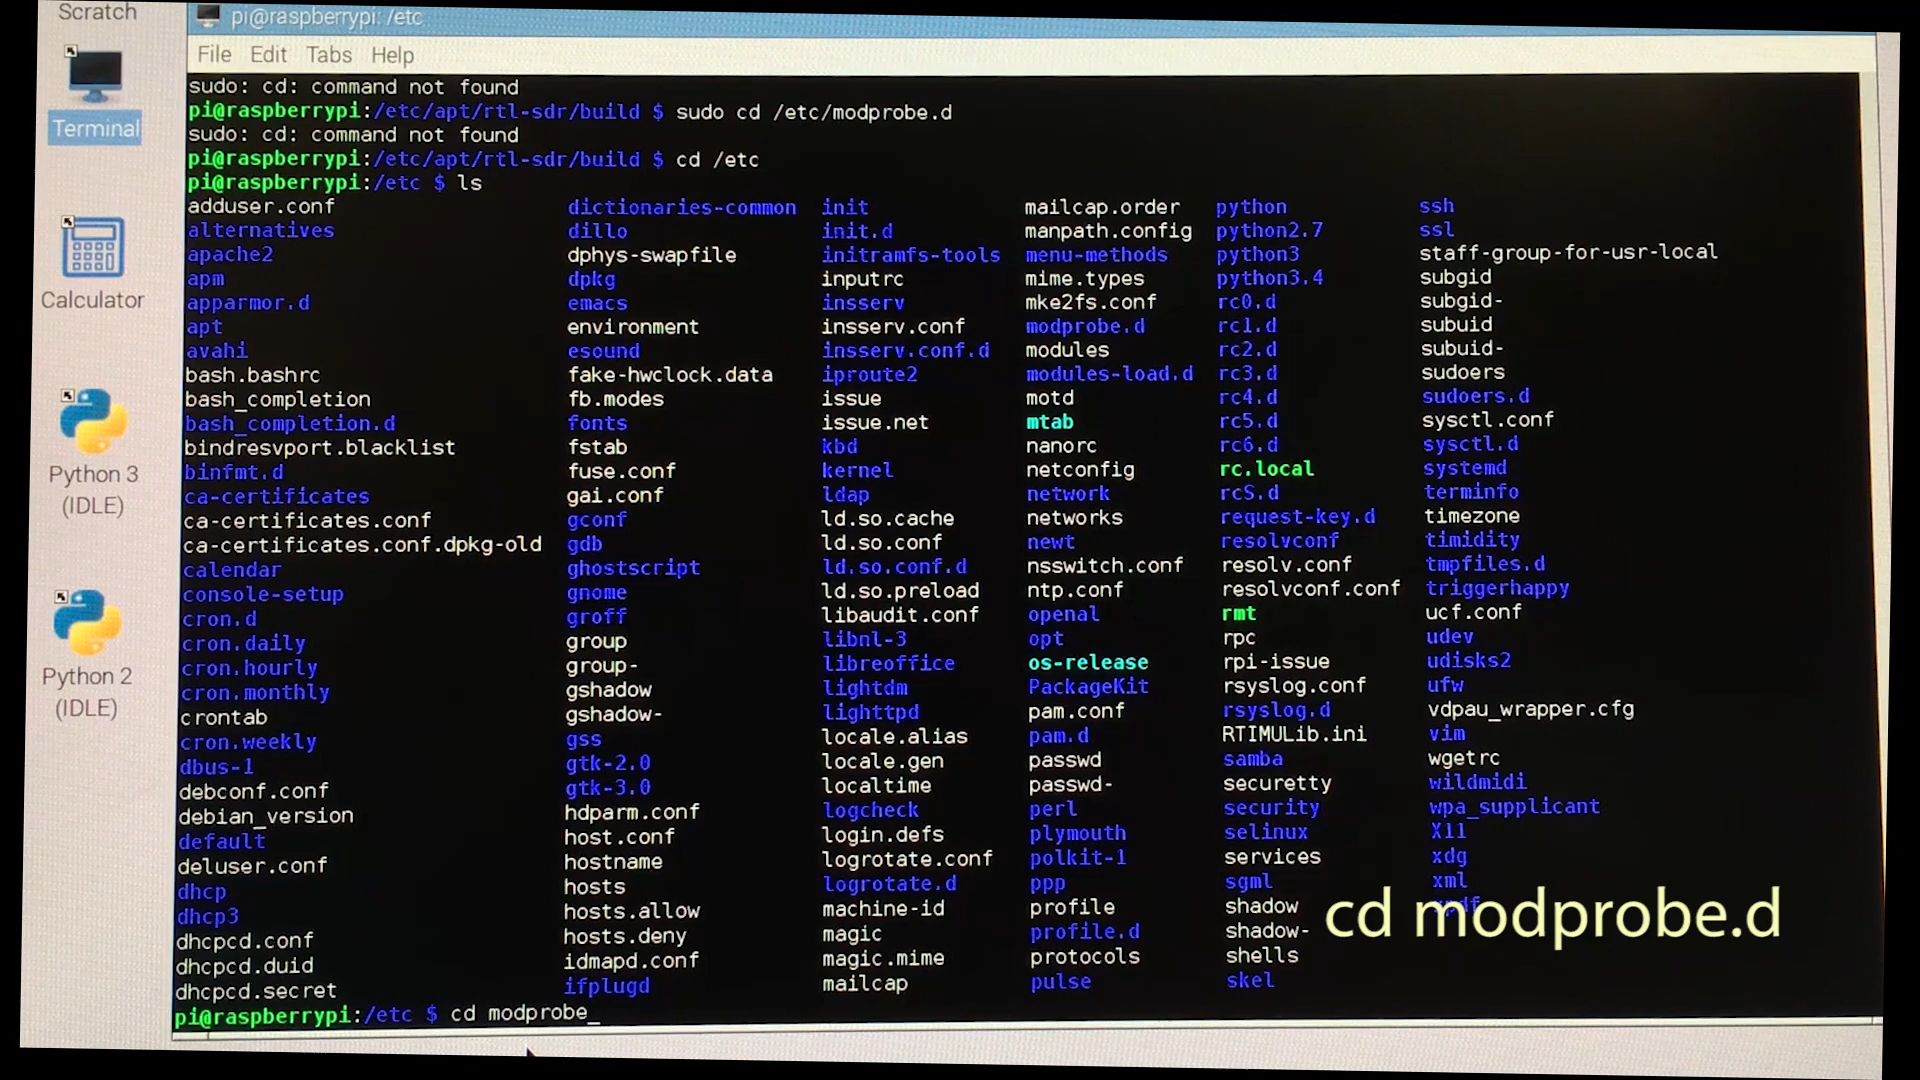 Scratch
Terminal
Calculator
Python 3
(IDLE)
Python 2
(IDLE)
pi@raspberrypi: /etc
File Edit Tabs Help
sudo: cd: command not found
pi@raspberrypi:/etc/apt/rtl-sdr/build $ sudo cd /etc/modprobe.d
sudo: cd: command not found
pi@raspberrypi:/etc/apt/rtl-sdr/build $ cd /etc
pi@raspberrypi:/etc $ ls
adduser.conf dictionaries-common init mailcap.order python ssh
alternatives dillo init.d manpath.config python2.7 ssl
apache2 dphys-swapfile initramfs-tools menu-methods python3 staff-group-for-usr-local
apm dpkg inputrc mime.types python3.4 subgid
apparmor.d emacs insserv mke2fs.conf rc0.d subgid-
apt environment insserv.conf modprobe.d rc1.d subuid
avahi esound insserv.conf.d modules rc2.d subuid-
bash.bashrc fake-hwclock.data iproute2 modules-load.d rc3.d sudoers
bash_completion fb.modes issue motd rc4.d sudoers.d
bash_completion.d fonts issue.net mtab rc5.d sysctl.conf
bindresvport.blacklist fstab kbd nanorc rc6.d sysctl.d
binfmt.d fuse.conf kernel netconfig rc.local systemd
ca-certificates gai.conf ldap network rcS.d terminfo
ca-certificates.conf gconf ld.so.cache networks request-key.d timezone
ca-certificates.conf.dpkg-old gdb ld.so.conf newt resolvconf timidity
calendar ghostscript ld.so.conf.d nsswitch.conf resolv.conf tmpfiles.d
console-setup gnome ld.so.preload ntp.conf resolvconf.conf triggerhappy
cron.d groff libaudit.conf openal rmt ucf.conf
cron.daily group libnl-3 opt rpc udev
cron.hourly group- libreoffice os-release rpi-issue udisks2
cron.monthly gshadow lightdm PackageKit rsyslog.conf ufw
crontab gshadow- lighttpd pam.conf rsyslog.d vdpau_wrapper.cfg
cron.weekly gss locale.alias pam.d RTIMULib.ini vim
dbus-1 gtk-2.0 locale.gen passwd samba wgetrc
debconf.conf gtk-3.0 localtime passwd- securetty wildmidi
debian_version hdparm.conf logcheck perl security wpa_supplicant
default host.conf login.defs plymouth selinux X11
deluser.conf hostname logrotate.conf polkit-1 services xdg
dhcp hosts logrotate.d ppp sgml xml
dhcp3 hosts.allow machine-id profile shadow
dhcpcd.conf hosts.deny magic profile.d shadow-
dhcpcd.duid idmapd.conf magic.mime protocols shells
dhcpcd.secret ifplugd mailcap pulse skel
pi@raspberrypi:/etc $ cd modprobe_
cd modprobe.d